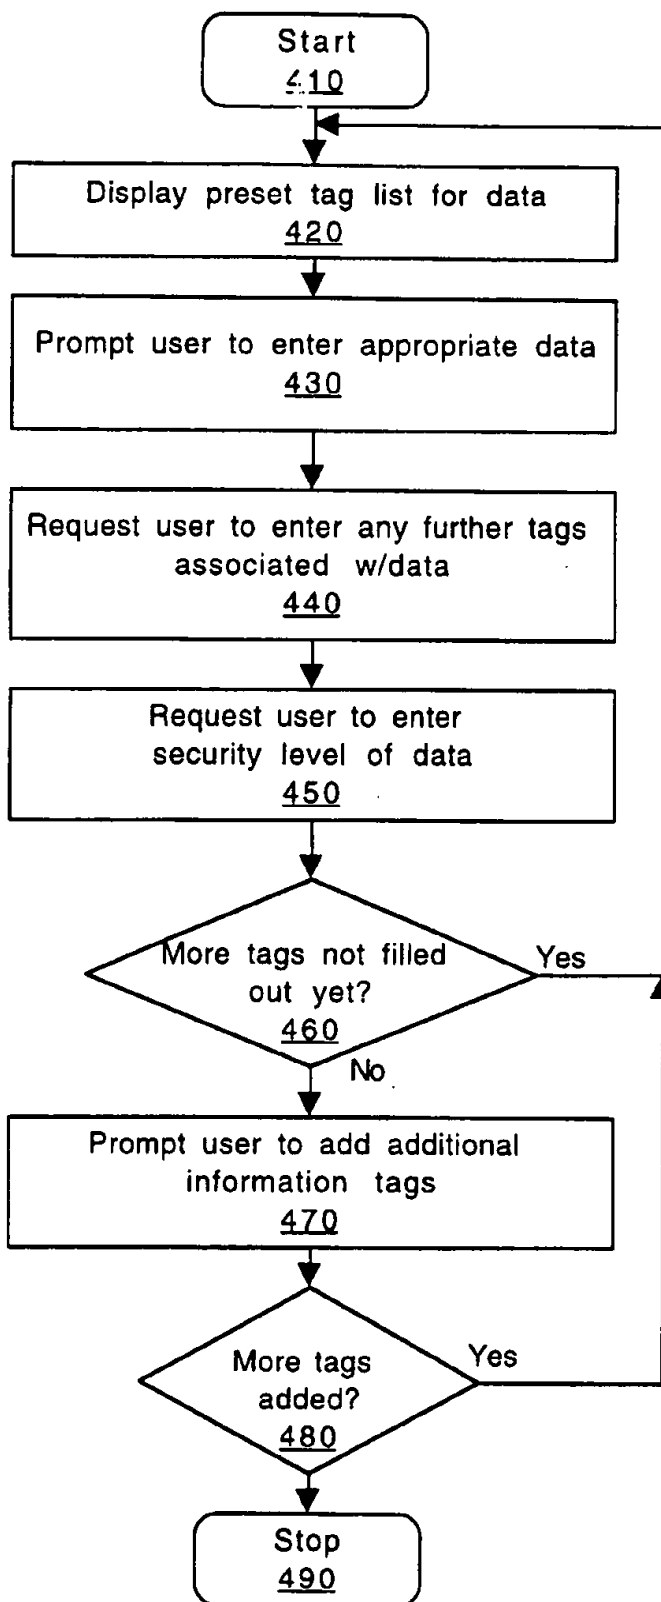 Start
410
Display preset tag list for data
420
Prompt user to enter appropriate data
430
Request user to enter any further tags
associated w/data
440
Request user to enter
security level of data
450
More tags not filled
out yet?
460
Yes
No
Prompt user to add additional
information tags
470
More tags
added?
480
Yes
Stop
490